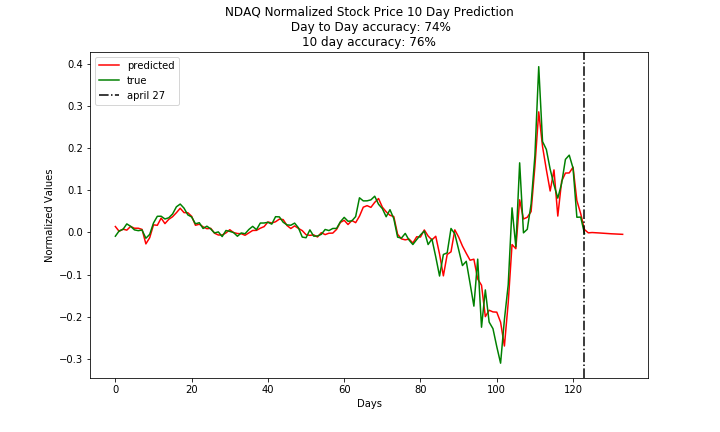 NDAQ Normalized Stock Price 10 Day Prediction
Day to Day accuracy: 74%
10 day accuracy: 76%
predicted
true
april 27
Normalized Values
0.4
0.3
0.2
0.1
0.0
−0.1
−0.2
−0.3
0 20 40 60 80 100 120
Days